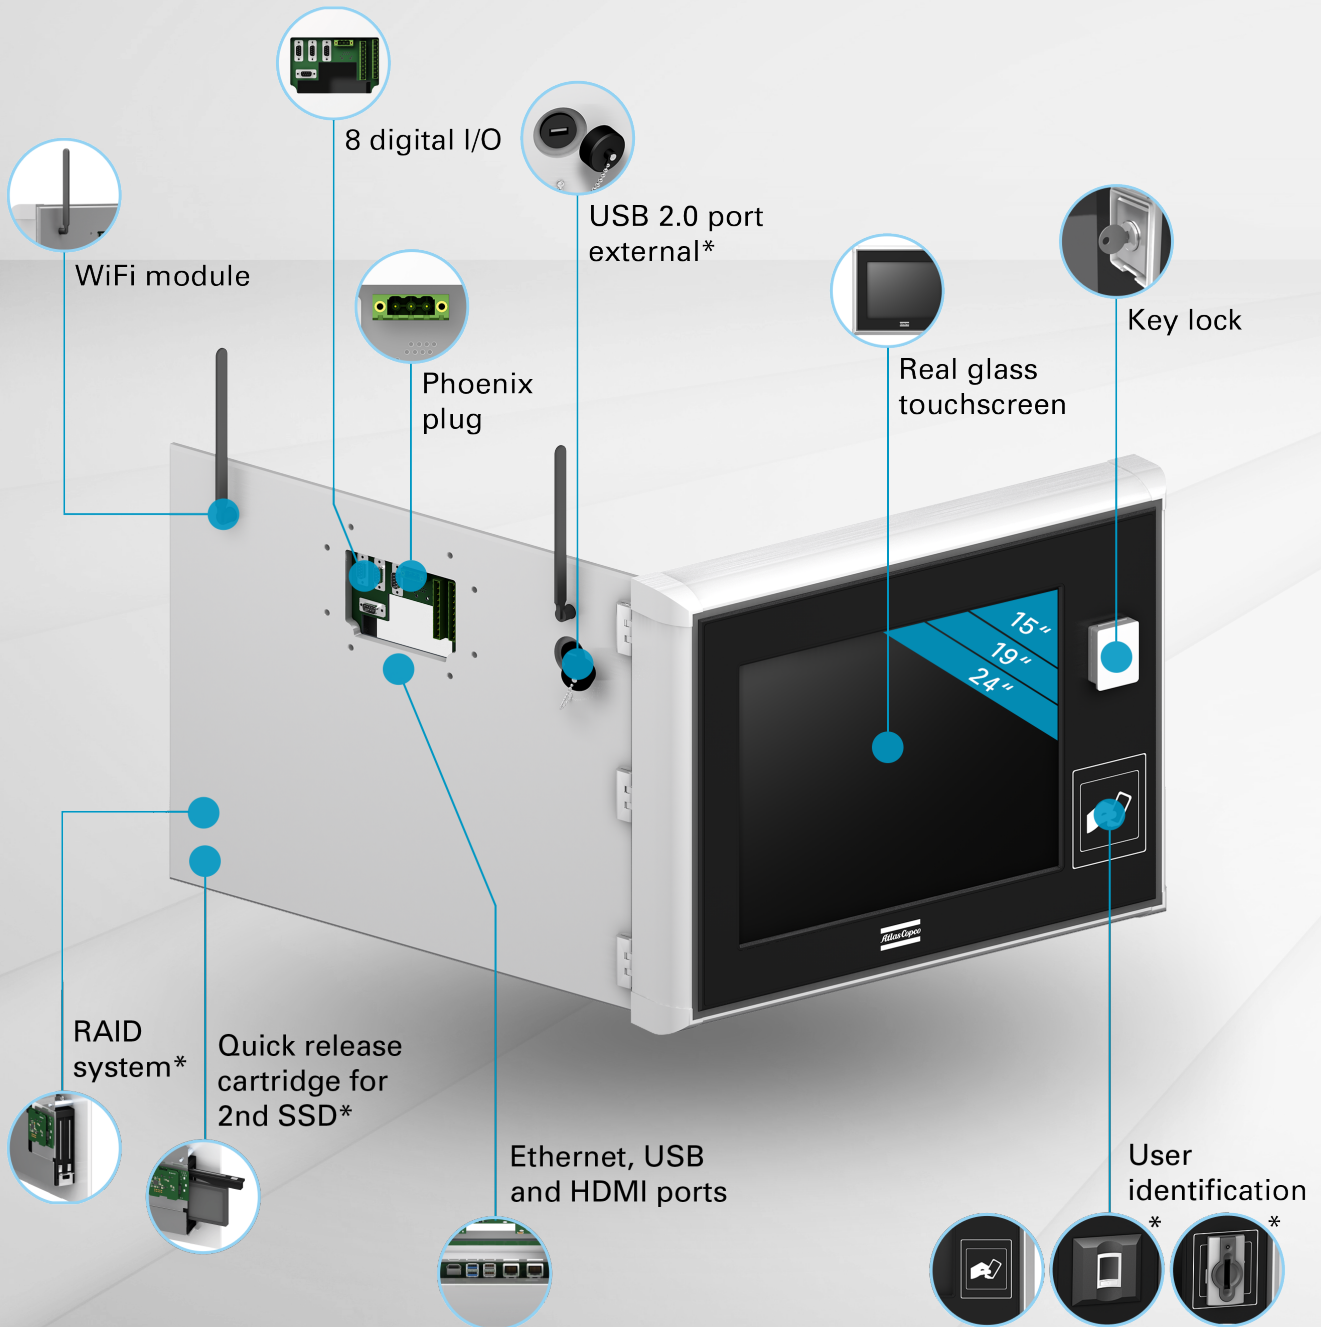 8 digital I/O
USB 2.0 port
external*
WiFi module
Key lock
Phoenix
plug
Real glass
touchscreen
15“
19“
24“
Atlas Copco
RAID
system*
Quick release
cartridge for
2nd SSD*
Ethernet, USB
and HDMI ports
User
identification
*
*